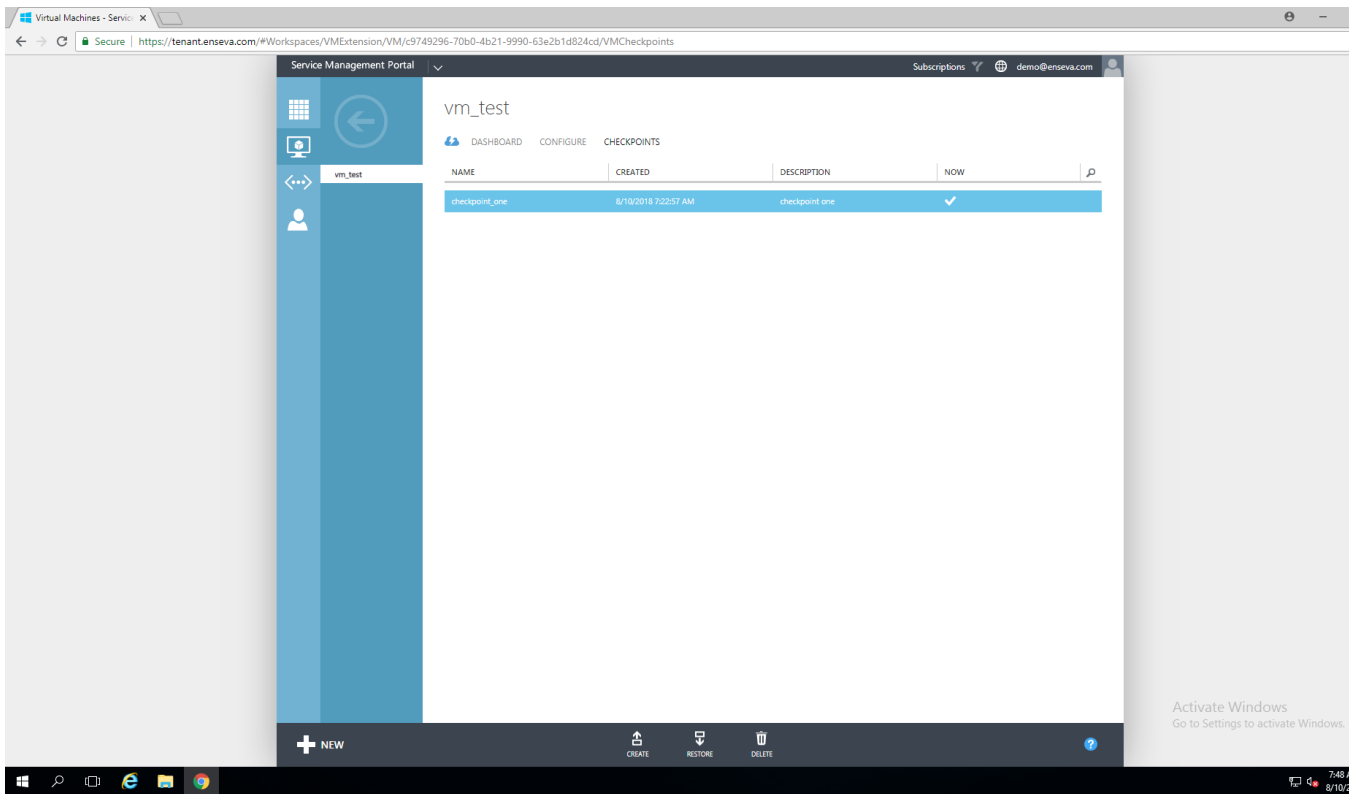 Virtual Machines - Servic
Secure https://tenant.enseva.com/#Workspaces/VMExtension/VM/c9749296-70b0-4b21-9990-63e2b1d824cd/VMCheckpoints
Service Management Portal Subscriptions demo@enseva.com
vm_test
DASHBOARD CONFIGURE CHECKPOINTS
vm_test
NAME CREATED DESCRIPTION NOW
checkpoint_one 8/10/2018 7:22:57 AM checkpoint one
Activate Windows
Go to Settings to activate Windows.
NEW
CREATE RESTORE DELETE
?
7:48 A
8/10/2